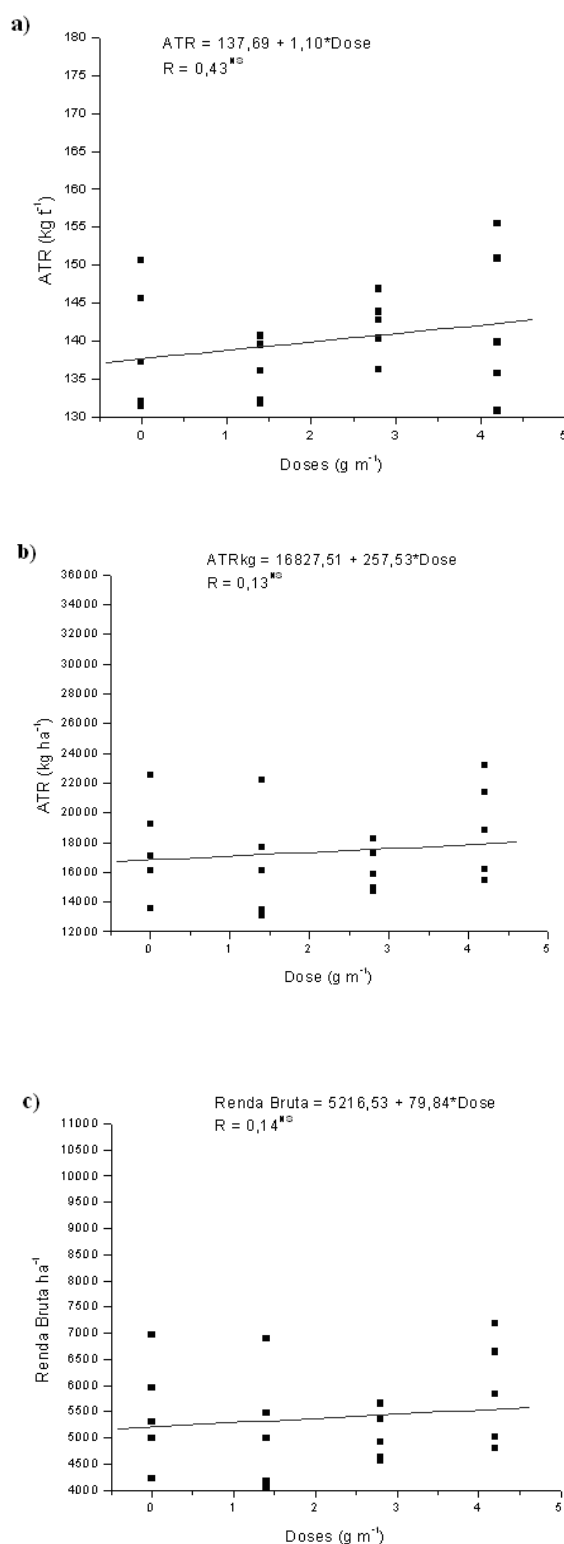 a)
ATR = 137,69 + 1,10*Dose
R = 0,43NS
180
175
170
165
160
155
150
145
140
135
130
ATR (kg t-1)
0 1 2 3 4 5
Doses (g m-1)
b)
ATRkg = 16827,51 + 257,53*Dose
R = 0,13NS
36000
34000
32000
30000
28000
26000
24000
22000
20000
18000
16000
14000
12000
ATR (kg ha-1)
0 1 2 3 4 5
Dose (g m-1)
c)
Renda Bruta = 5216,53 + 79,84*Dose
R = 0,14NS
11000
10500
10000
9500
9000
8500
8000
7500
7000
6500
6000
5500
5000
4500
4000
Renda Bruta ha-1
0 1 2 3 4 5
Doses (g m-1)